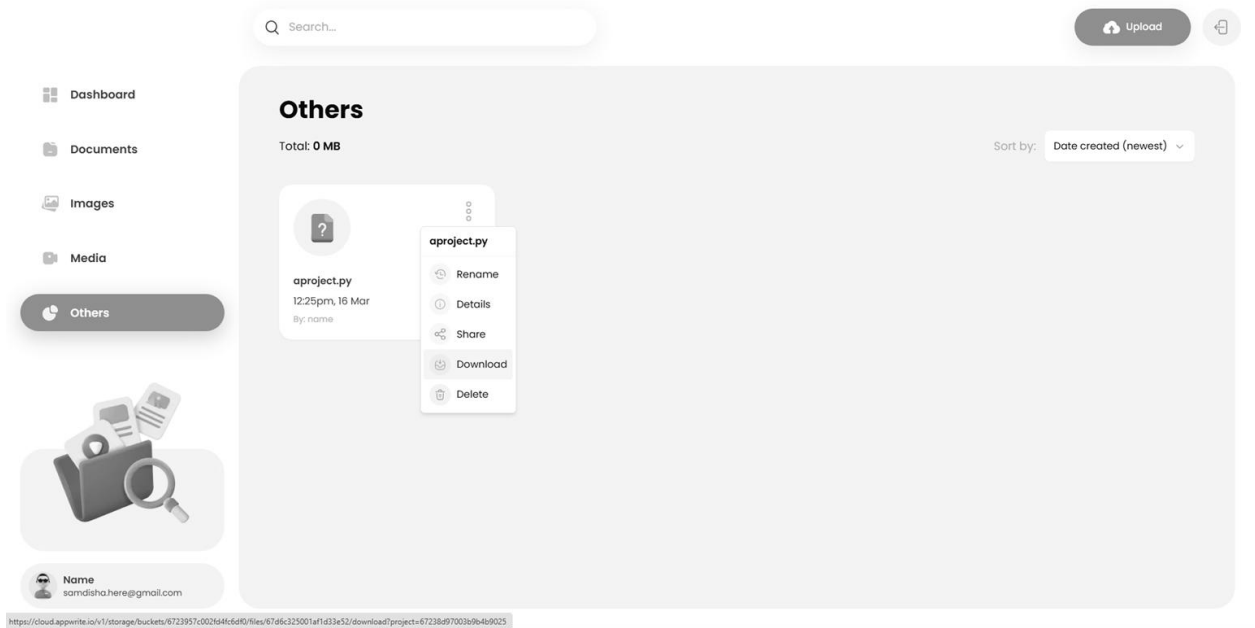 Search...
Upload
Dashboard
Documents
Images
Media
Others
Name
samdisha.here@gmail.com
Others
Total: 0 MB
Sort by:
Date created (newest)
?
aproject.py
12:25pm, 16 Mar
By: name
aproject.py
Rename
Details
Share
Download
Delete
https://cloud.appwrite.io/v1/storage/buckets/6723957c002fd4fc6df0/files/67d6c325001af1d33e52/download?project=67238d97003b9b4b9025